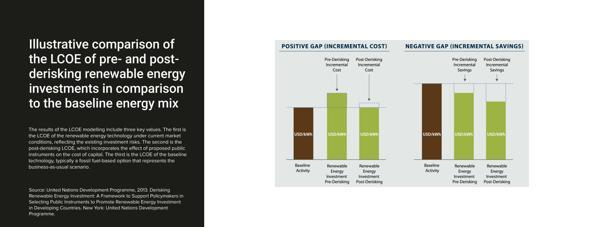 Illustrative comparison of
the LCOE of pre- and post-
derisking renewable energy
investments in comparison
to the baseline energy mix
The results of the LCOE modelling include three key values. The first is
the LCOE of the renewable energy technology under current market
conditions, reflecting the existing investment risks. The second is the
post-derisking LCOE, which incorporates the effect of proposed public
instruments on the cost of capital. The third is the LCOE of the baseline
technology, typically a fossil fuel-based option that represents the
business-as-usual scenario.
Source: United Nations Development Programme, 2013. Derisking
Renewable Energy Investment: A Framework to Support Policymakers in
Selecting Public Instruments to Promote Renewable Energy Investment
in Developing Countries. New York: United Nations Development
Programme.
POSITIVE GAP (INCREMENTAL COST)
Pre-Derisking
Incremental
Cost
Post-Derisking
Incremental
Cost
USD/kWh
USD/kWh
USD/kWh
Baseline
Activity
Renewable
Energy
Investment
Pre-Derisking
Renewable
Energy
Investment
Post-Derisking
NEGATIVE GAP (INCREMENTAL SAVINGS)
Pre-Derisking
Incremental
Savings
Post-Derisking
Incremental
Savings
USD/kWh
USD/kWh
USD/kWh
Baseline
Activity
Renewable
Energy
Investment
Pre-Derisking
Renewable
Energy
Investment
Post-Derisking